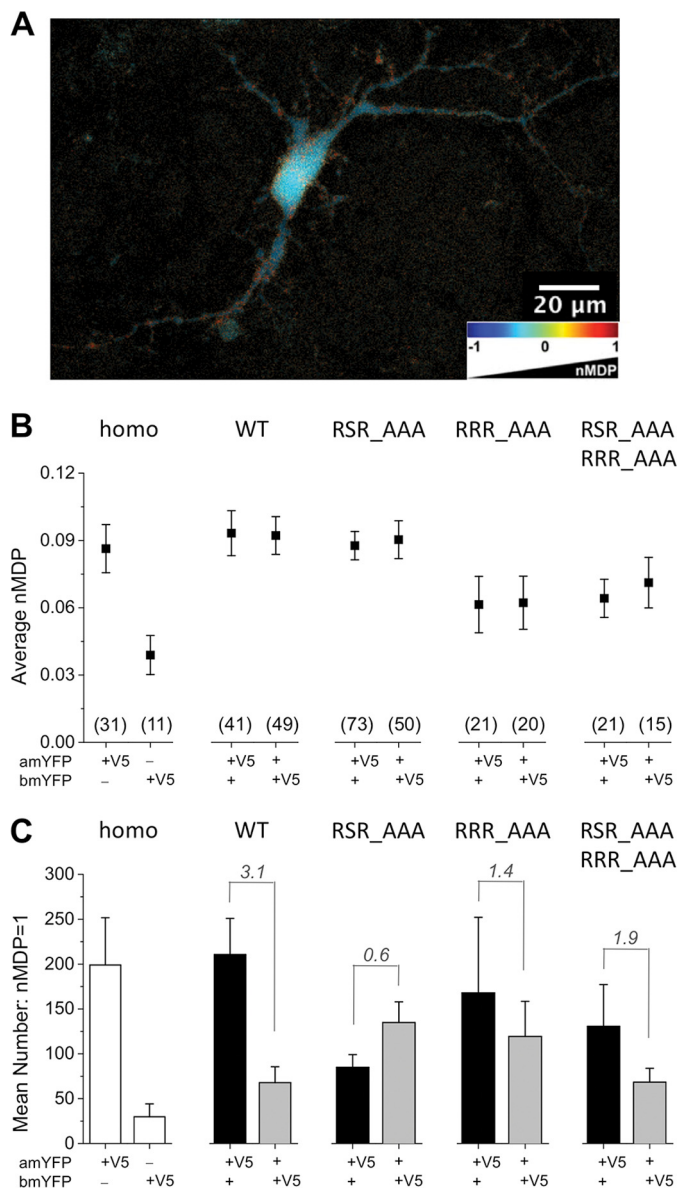 A
20 µm
-1 0 1
nMDP
B
homo WT RSR_AAA RRR_AAA RSR_AAA
RRR_AAA
Average nMDP
0.12
0.09
0.06
0.03
0.00
(31) (11) (41) (49) (73) (50) (21) (20) (21) (15)
amYFP +V5 – +V5 + +V5 + +V5 + +V5 +
bmYFP – +V5 + +V5 + +V5 + +V5 + +V5
C
homo WT RSR_AAA RRR_AAA RSR_AAA
RRR_AAA
Mean Number: nMDP=1
300
250
200
150
100
50
0
3.1 0.6 1.4 1.9
amYFP +V5 – +V5 + +V5 + +V5 + +V5 +
bmYFP – +V5 + +V5 + +V5 + +V5 + +V5